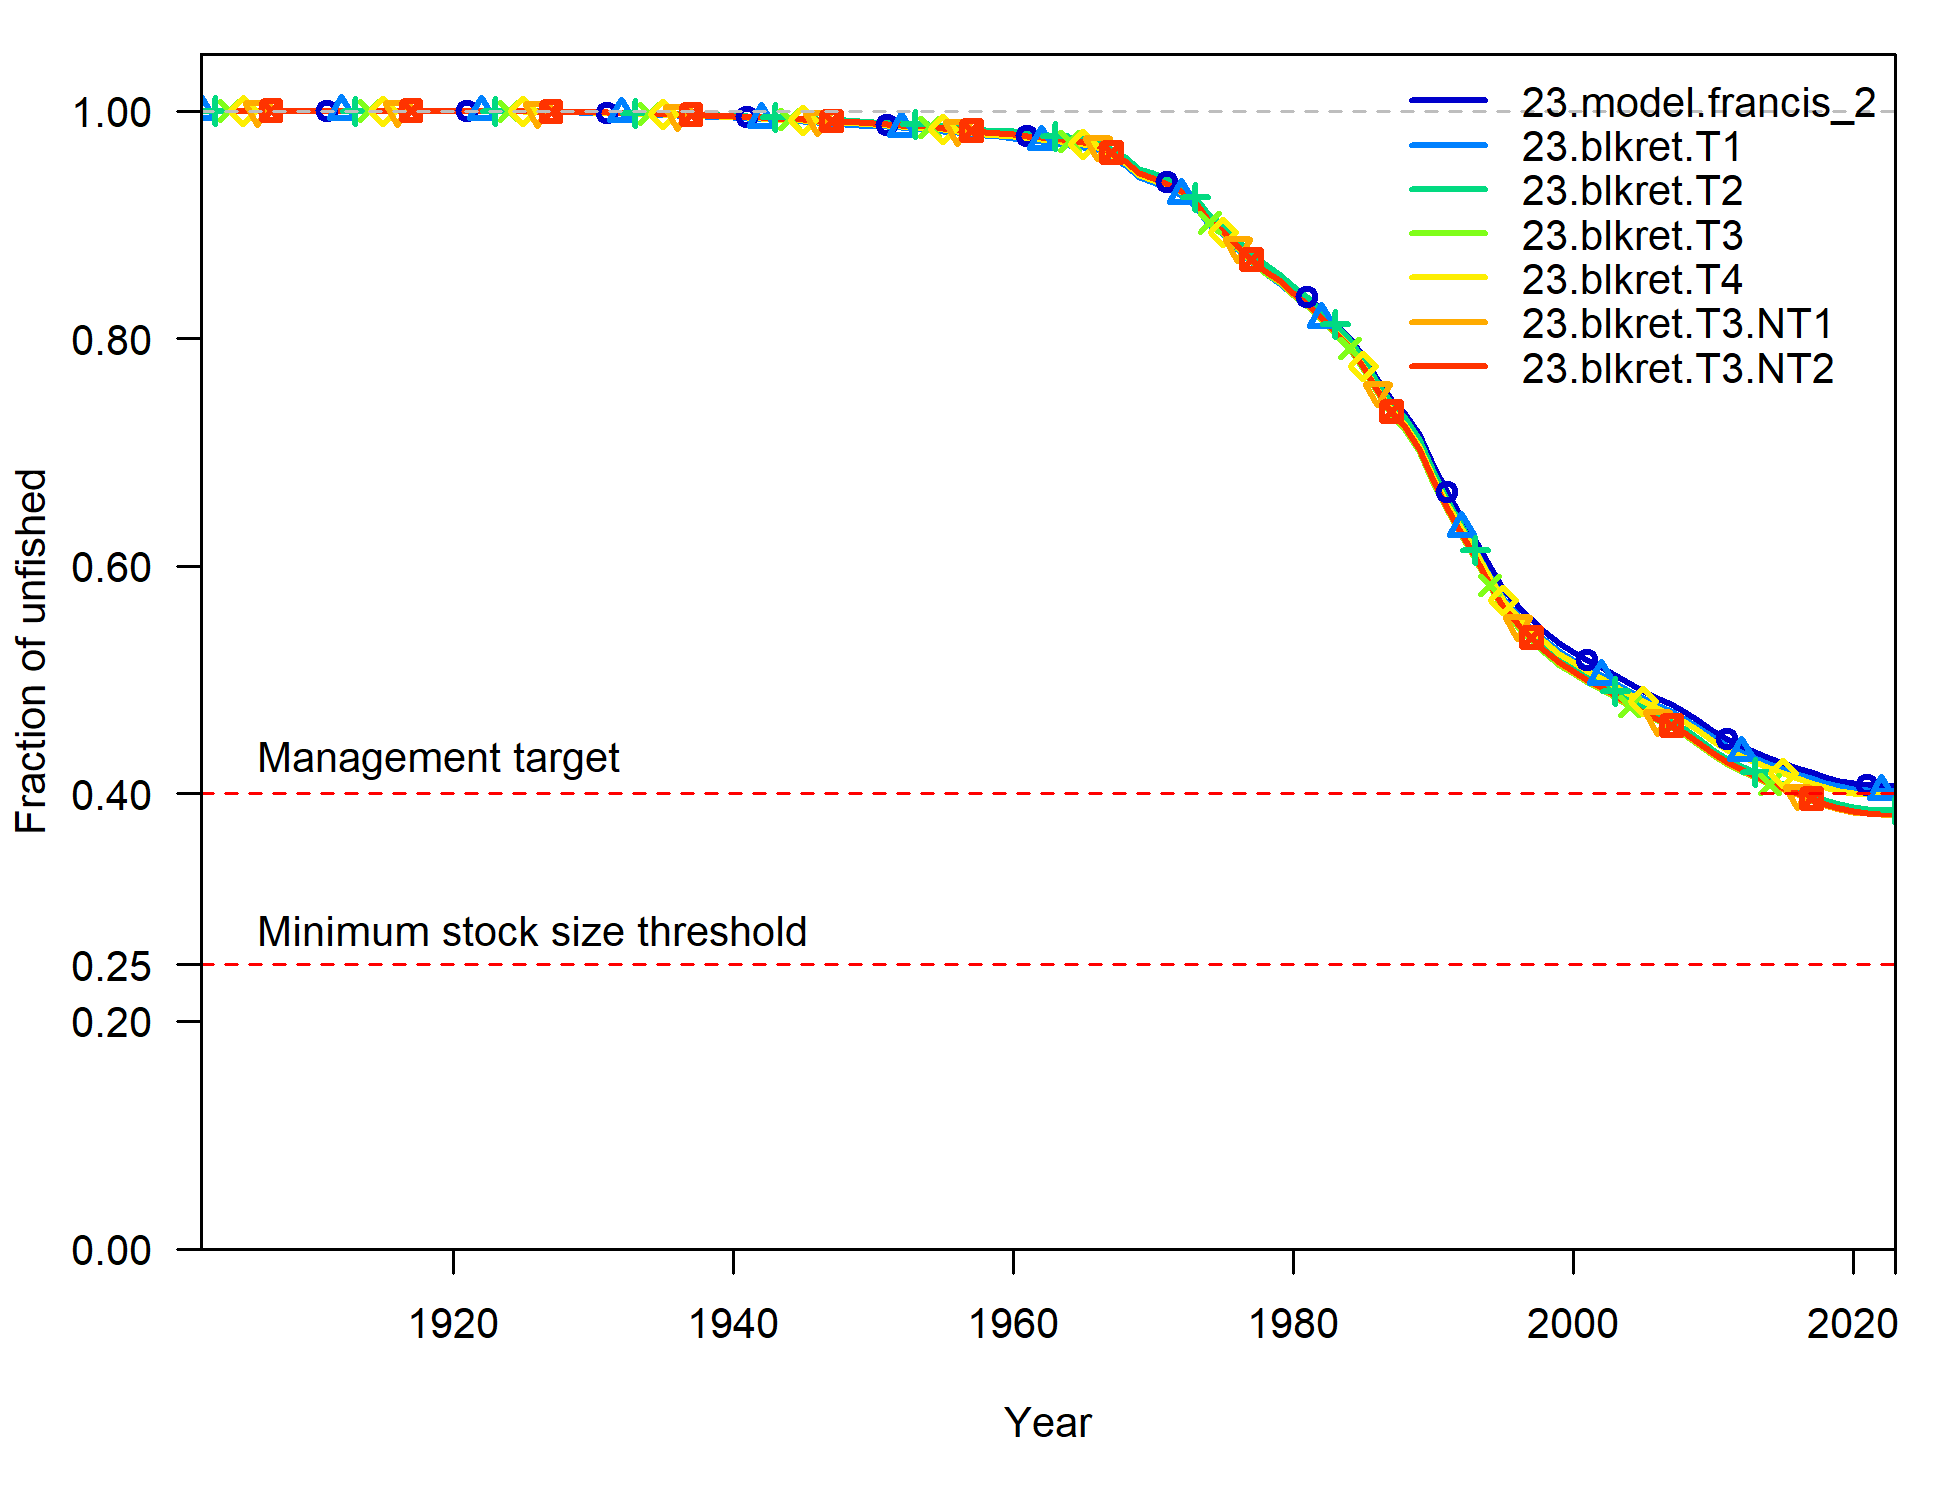 1.00
0.80
0.60
0.40
0.25
0.20
0.00
Fraction of unfished
23.model.francis_2
23.blkret.T1
23.blkret.T2
23.blkret.T3
23.blkret.T4
23.blkret.T3.NT1
23.blkret.T3.NT2
Management target
Minimum stock size threshold
1920 1940 1960 1980 2000 2020
Year